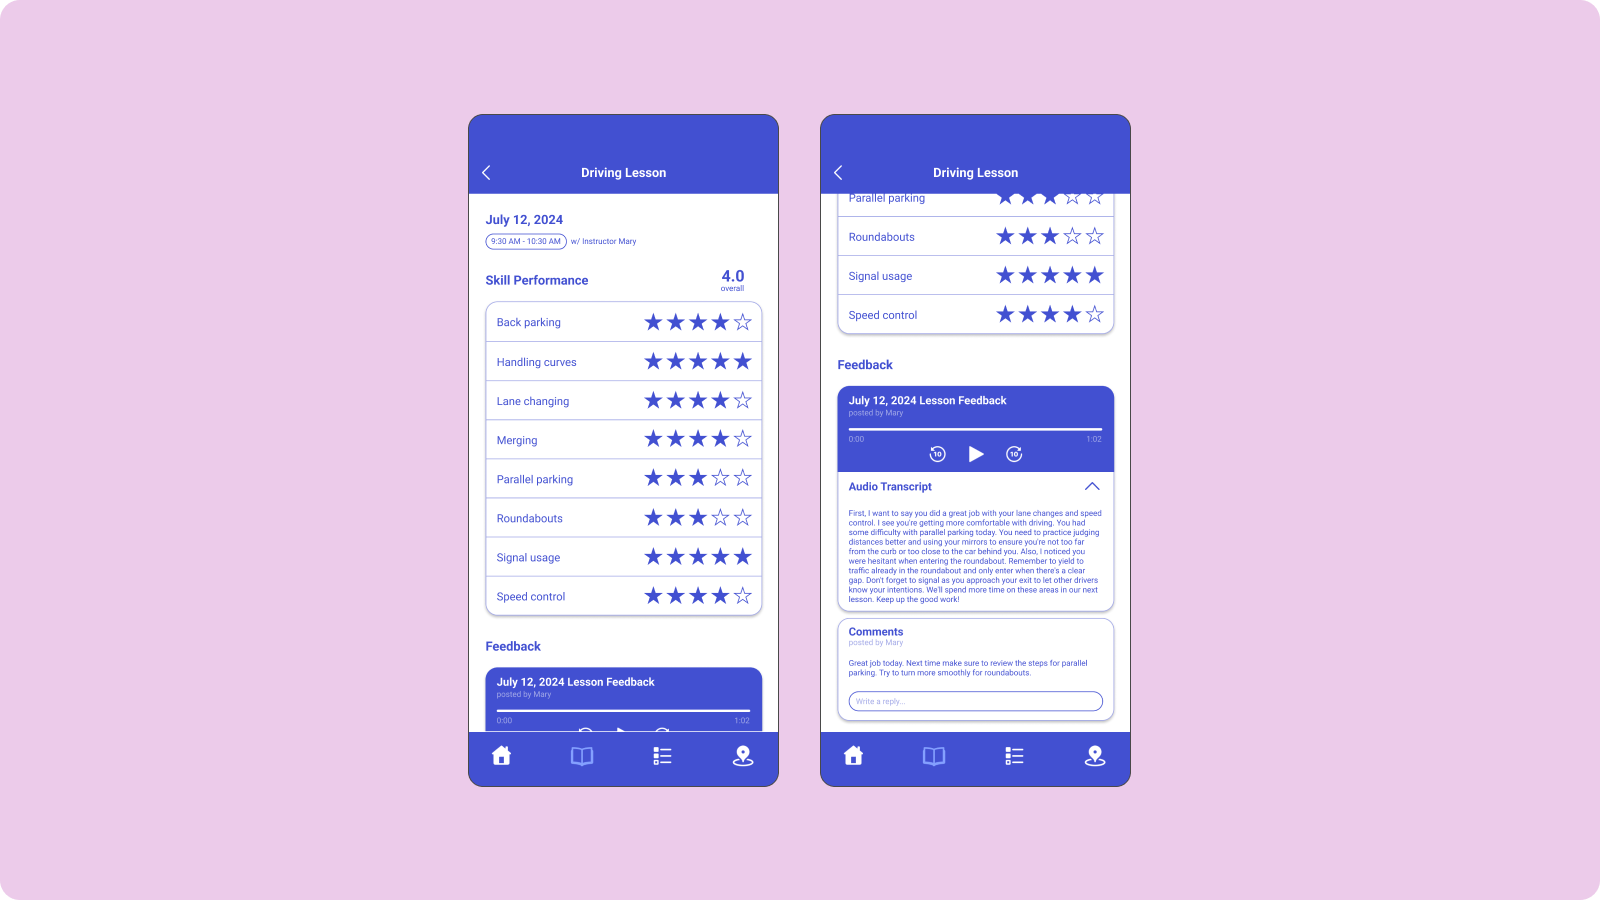 Driving Lesson
July 12, 2024
9:30 AM - 10:30 AM w/ Instructor Mary
Skill Performance 4.0
overall
Back parking
Handling curves
Lane changing
Merging
Parallel parking
Roundabouts
Signal usage
Speed control
Feedback
July 12, 2024 Lesson Feedback
posted by Mary
0:00 1:02
Driving Lesson
Parallel parking
Roundabouts
Signal usage
Speed control
Feedback
July 12, 2024 Lesson Feedback
posted by Mary
0:00 1:02
10 10
Audio Transcript
First, I want to say you did a great job with your lane changes and speed
control. I see you're getting more comfortable with driving. You had
some difficulty with parallel parking today. You need to practice judging
distances better and using your mirrors to ensure you're not too far
from the curb or too close to the car behind you. Also, I noticed you
were hesitant when entering the roundabout. Remember to yield to
traffic already in the roundabout and only enter when there's a clear
gap. Don't forget to signal as you approach your exit to let other drivers
know your intentions. We'll spend more time on these areas in our next
lesson. Keep up the good work!
Comments
posted by Mary
Great job today. Next time make sure to review the steps for parallel
parking. Try to turn more smoothly for roundabouts.
Write a reply...